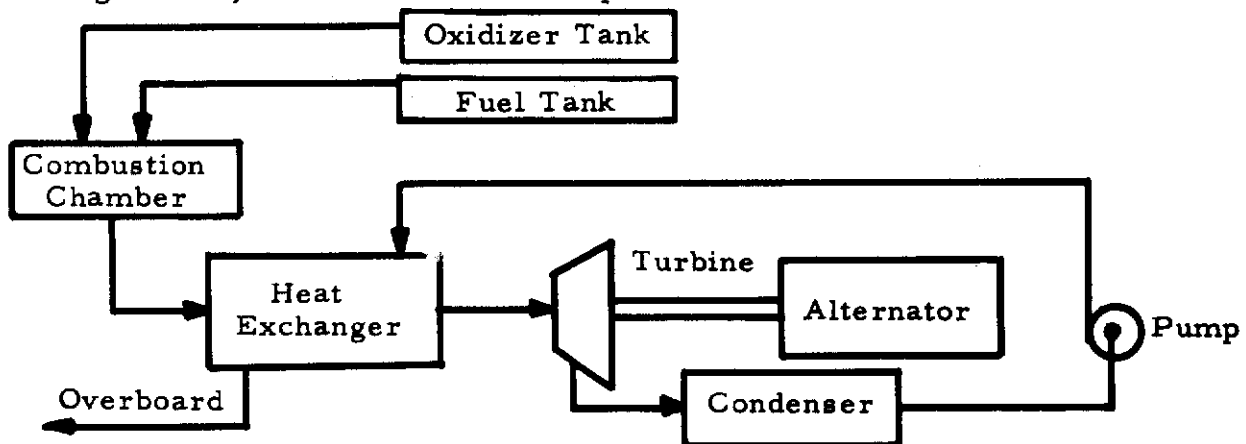 Oxidizer Tank
Fuel Tank
Combustion
Chamber
Heat
Exchanger
Turbine
Alternator
Pump
Overboard
Condenser